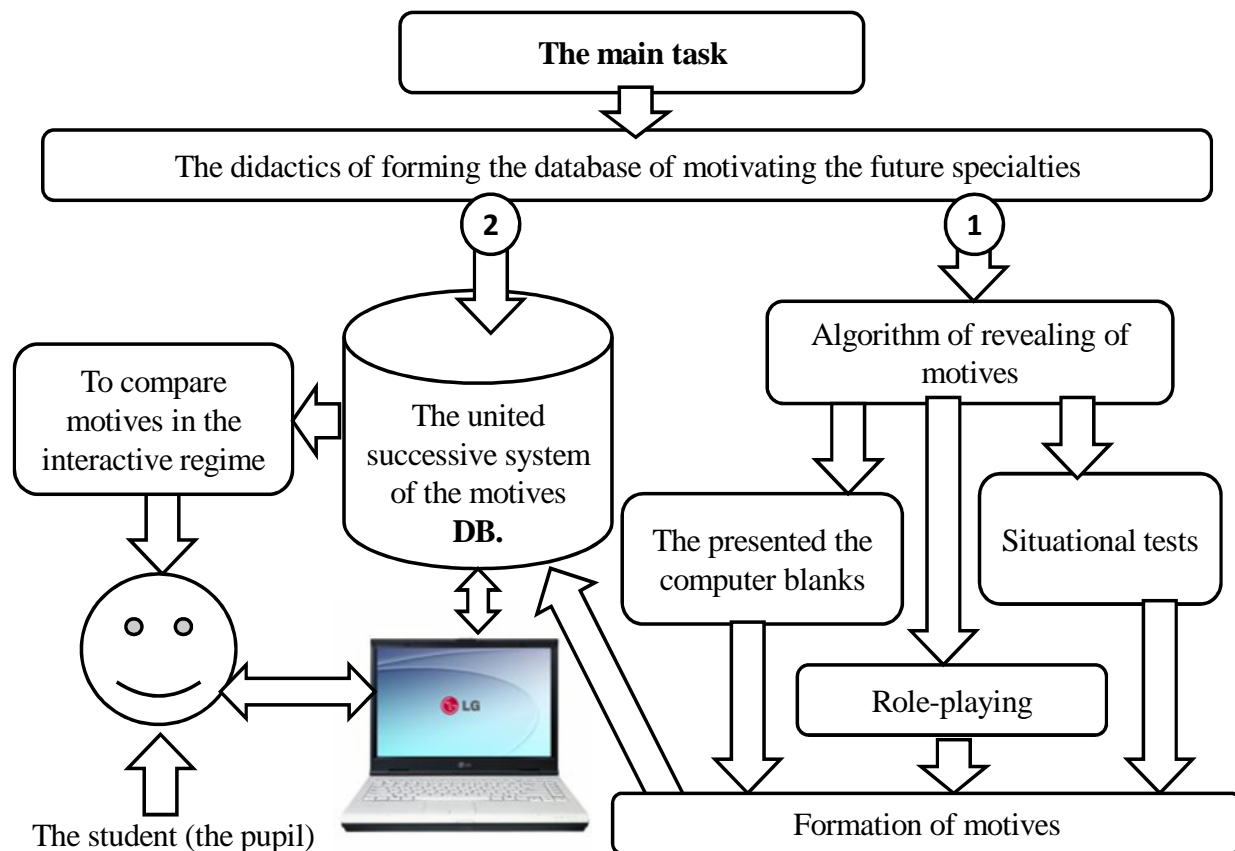 The main task
The didactics of forming the database of motivating the future specialties
2
1
Algorithm of revealing of
motives
To compare
motives in the
interactive regime
The united
successive system
of the motives
DB.
The presented the
computer blanks
Situational tests
LG
Role-playing
Formation of motives
The student (the pupil)